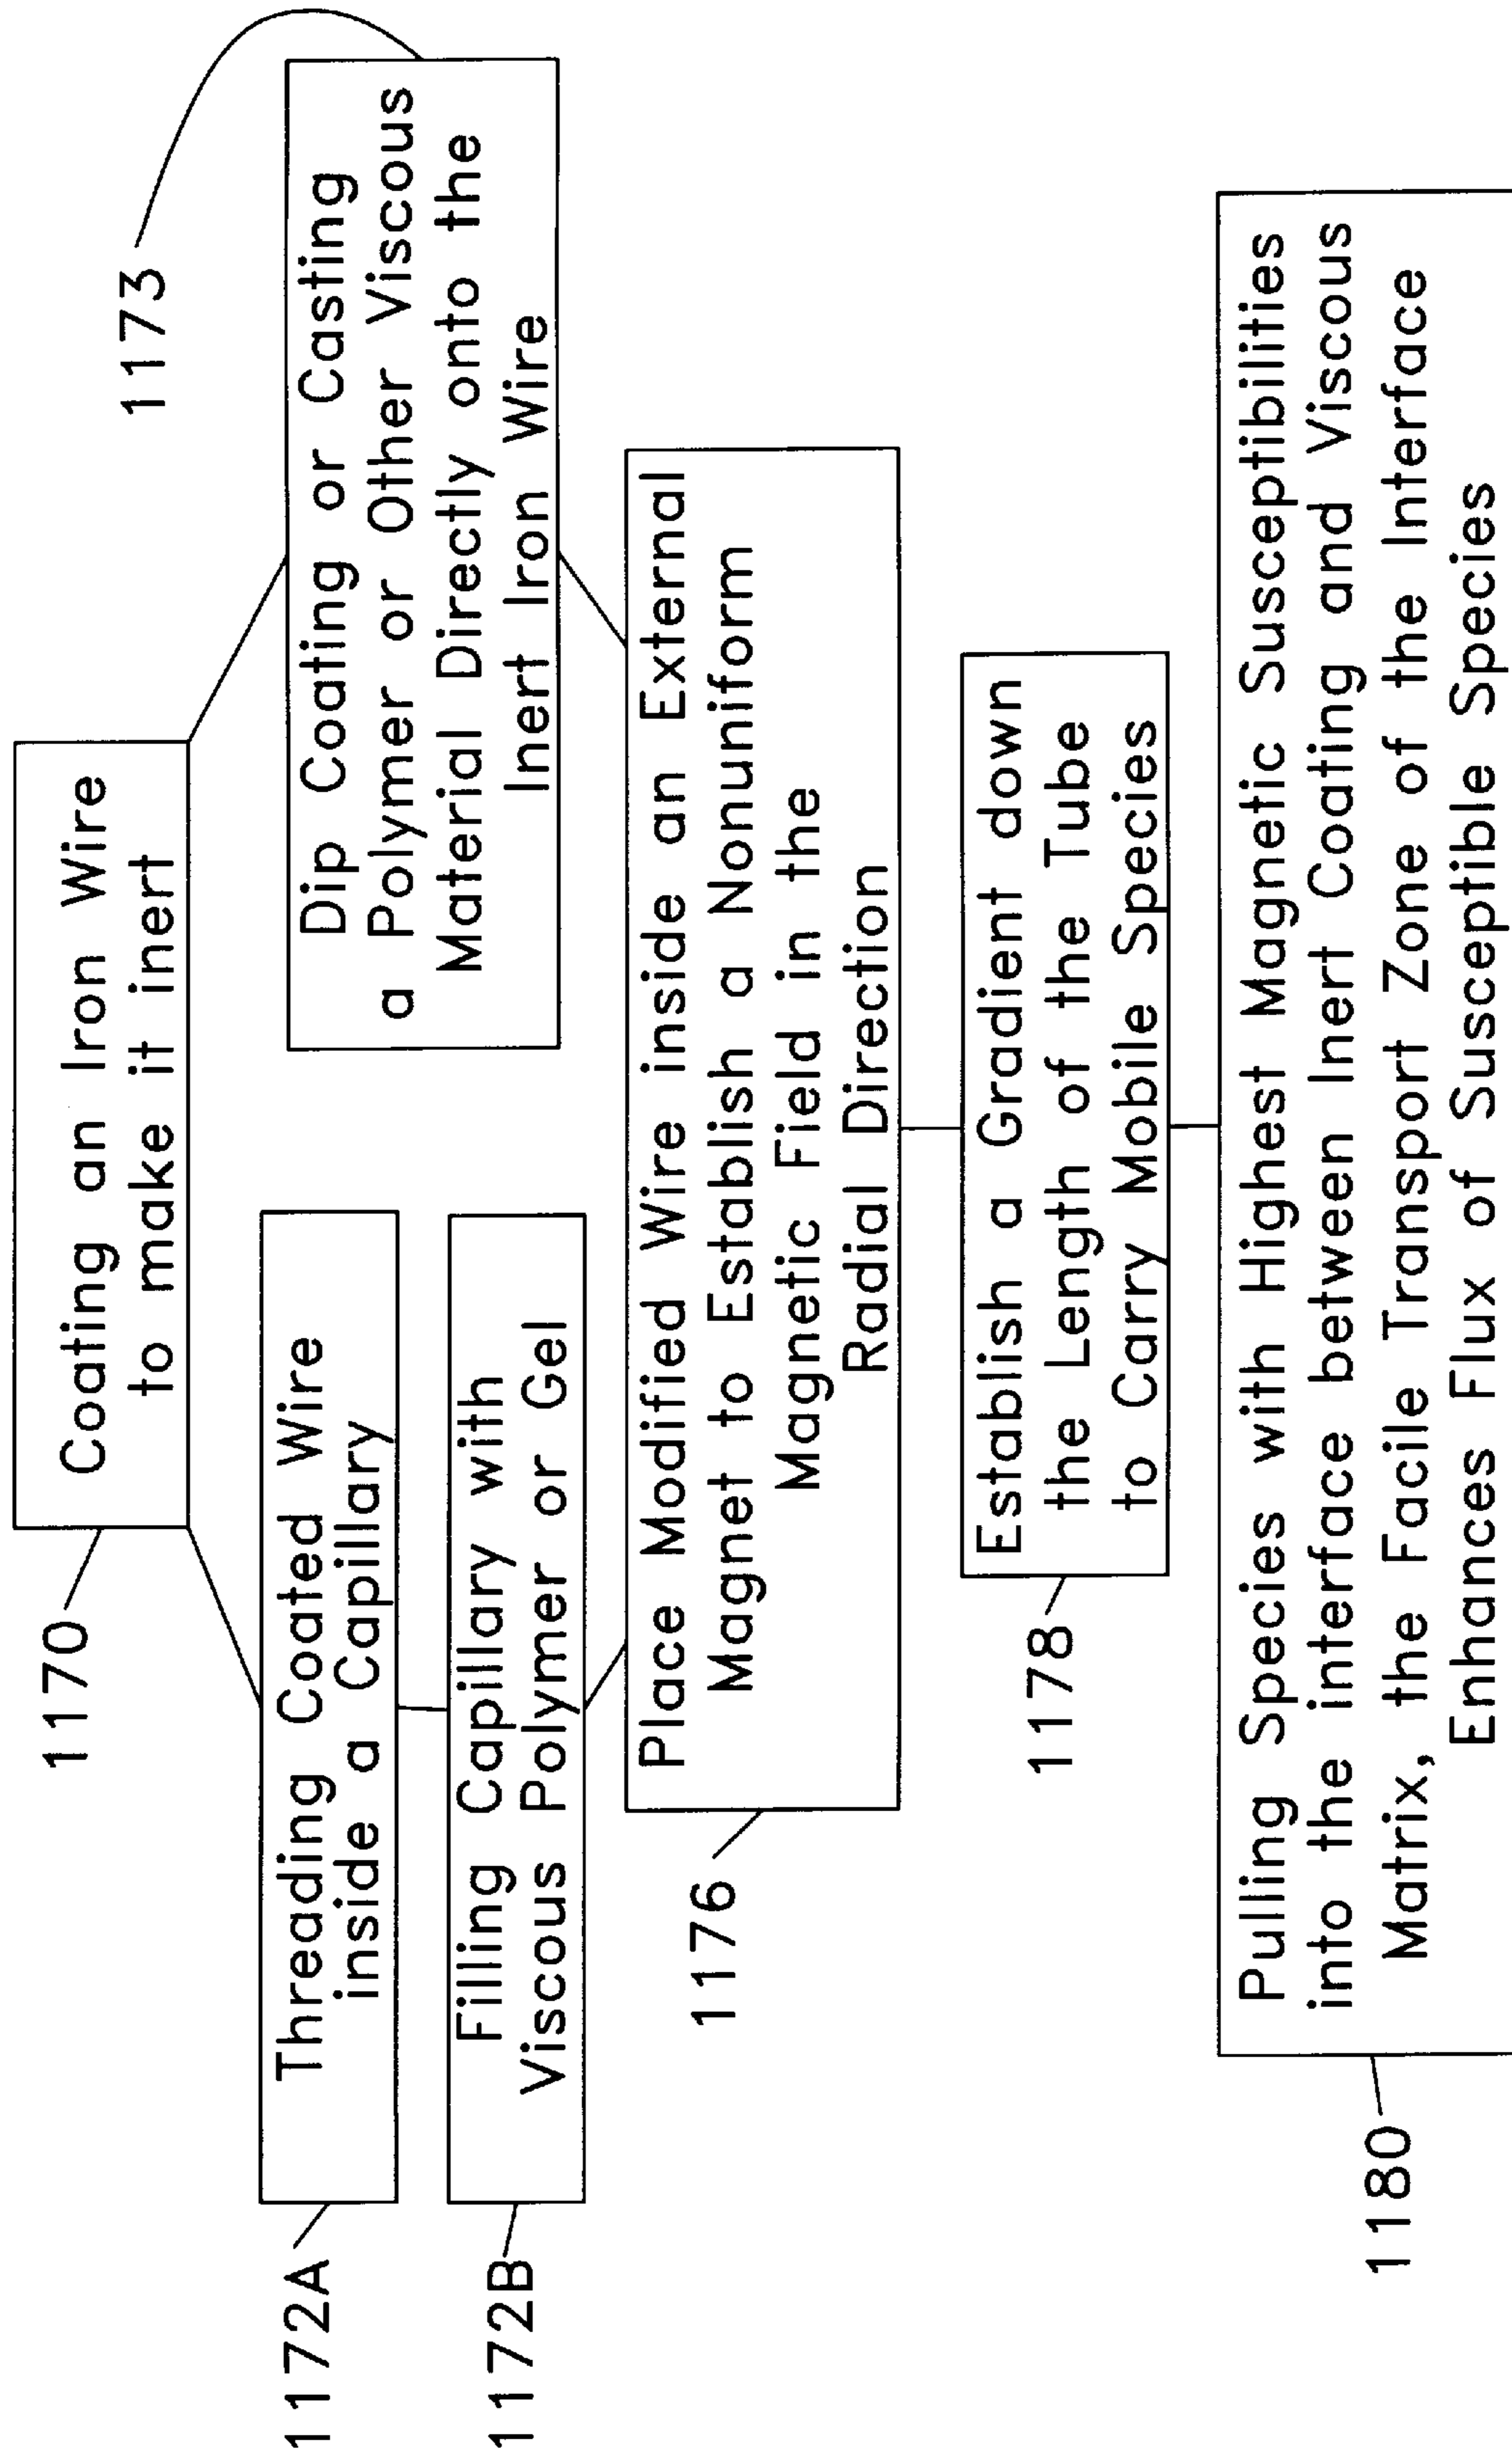 1170
Coating an Iron Wire
to make it inert
1173
1172A
Threading Coated Wire
inside a Capillary
1172B
Filling Capillary with
Viscous Polymer or Gel
Dip Coating or Casting
a Polymer or Other Viscous
Material Directly onto the
Inert Iron Wire
1176
Place Modified Wire inside an External
Magnet to Establish a Nonuniform
Magnetic Field in the
Radial Direction
1178
Establish a Gradient down
the Length of the Tube
to Carry Mobile Species
1180
Pulling Species with Highest Magnetic Susceptibilities
into the interface between Inert Coating and Viscous
Matrix, the Facile Transport Zone of the Interface
Enhances Flux of Susceptible Species